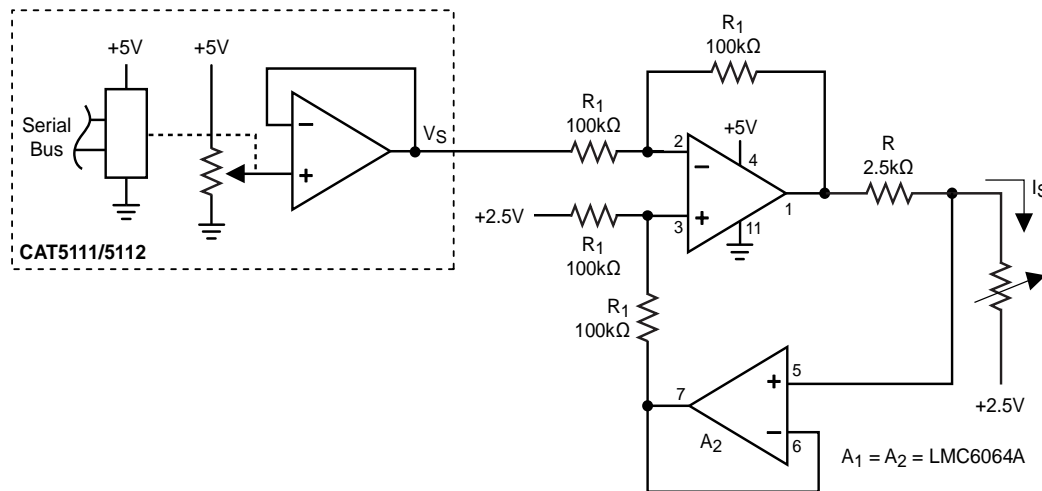 +5V
+5V
Serial
Bus
CAT5111/5112
VS
R1
100kΩ
R1
100kΩ
+5V
2
4
–
+
–
+
3
11
1
+2.5V
R1
100kΩ
R
2.5kΩ
IS
R1
100kΩ
+2.5V
7
5
+
–
6
A2
A1 = A2 = LMC6064A